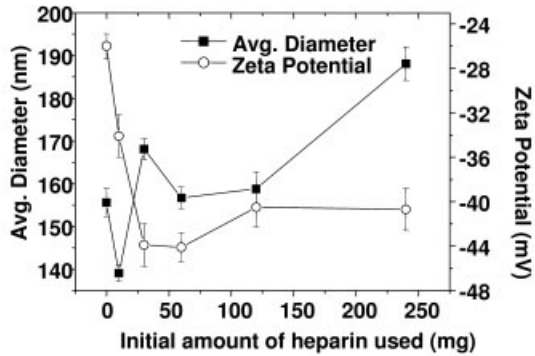 200
190
180
170
160
150
140
Avg. Diameter (nm)
Avg. Diameter
Zeta Potential
-24
-28
-32
-36
-40
-44
-48
Zeta Potential (mV)
0 50 100 150 200 250
Initial amount of heparin used (mg)